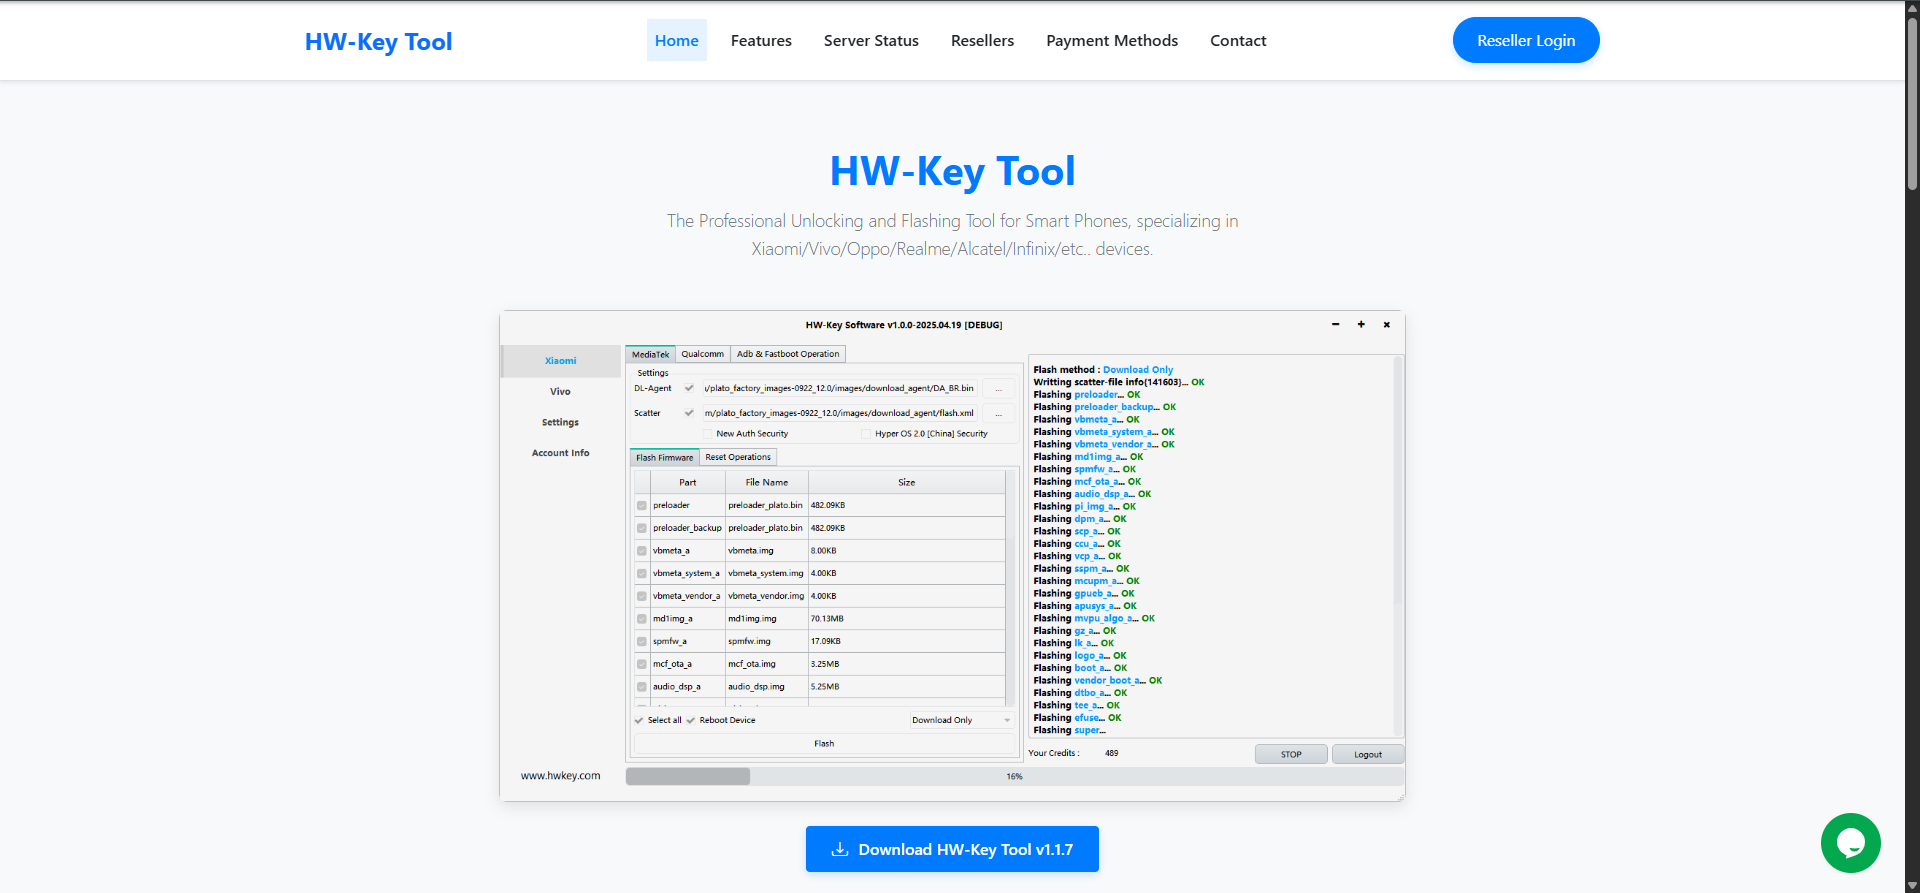 HW-Key Tool
Home
Features
Server Status
Resellers
Payment Methods
Contact
Reseller Login
HW-Key Tool
The Professional Unlocking and Flashing Tool for Smart Phones, specializing in
Xiaomi/Vivo/Oppo/Realme/Alcatel/Infinix/etc.. devices.
HW-Key Software v1.0.0-2025.04.19 [DEBUG]
Xiaomi
Vivo
Settings
Account Info
www.hwkey.com
MediaTek
Qualcomm
Adb & Fastboot Operation
Settings
DL-Agent
/plato_factory_images-0922_12.0/images/download_agent/DA_BR.bin
...
Scatter
m/plato_factory_images-0922_12.0/images/download_agent/flash.xml
...
New Auth Security
Hyper OS 2.0 [China] Security
Flash Firmware
Reset Operations
Part File Name Size
preloader preloader_plato.bin 482.09KB
preloader_backup preloader_plato.bin 482.09KB
vbmeta_a vbmeta.img 8.00KB
vbmeta_system_a vbmeta_system.img 4.00KB
vbmeta_vendor_a vbmeta_vendor.img 4.00KB
md1img_a md1img.img 70.13MB
spmfw_a spmfw.img 17.09KB
mcf_ota_a mcf_ota.img 3.25MB
audio_dsp_a audio_dsp.img 5.25MB
Select all
Reboot Device
Download Only
Flash
Flash method : Download Only
Writting scatter-file info(141603)... OK
Flashing preloader... OK
Flashing preloader_backup... OK
Flashing vbmeta_a... OK
Flashing vbmeta_system_a... OK
Flashing vbmeta_vendor_a... OK
Flashing md1img_a... OK
Flashing spmfw_a... OK
Flashing mcf_ota_a... OK
Flashing audio_dsp_a... OK
Flashing pi_img_a... OK
Flashing dpm_a... OK
Flashing scp_a... OK
Flashing ccu_a... OK
Flashing vcp_a... OK
Flashing sspm_a... OK
Flashing mcupm_a... OK
Flashing gpueb_a... OK
Flashing apusys_a... OK
Flashing mvpu_algo_a... OK
Flashing gz_a... OK
Flashing lk_a... OK
Flashing logo_a... OK
Flashing boot_a... OK
Flashing vendor_boot_a... OK
Flashing dtbo_a... OK
Flashing tee_a... OK
Flashing efuse... OK
Flashing super...
Your Credits : 489
STOP
Logout
16%
Download HW-Key Tool v1.1.7